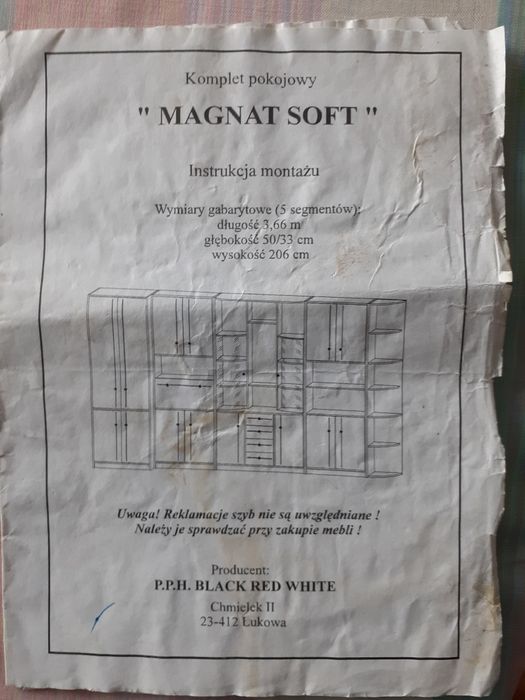 Komplet pokojowy
" MAGNAT SOFT "
Instrukcja montażu
Wymiary gabarytowe (5 segmentów):
długość 3,66 m
głębokość 50/33 cm
wysokość 206 cm
Uwaga! Reklamacje szyb nie są uwzględniane !
Należy je sprawdzać przy zakupie mebli !
Producent:
P.P.H. BLACK RED WHITE
Chmielek II
23-412 Łukowa